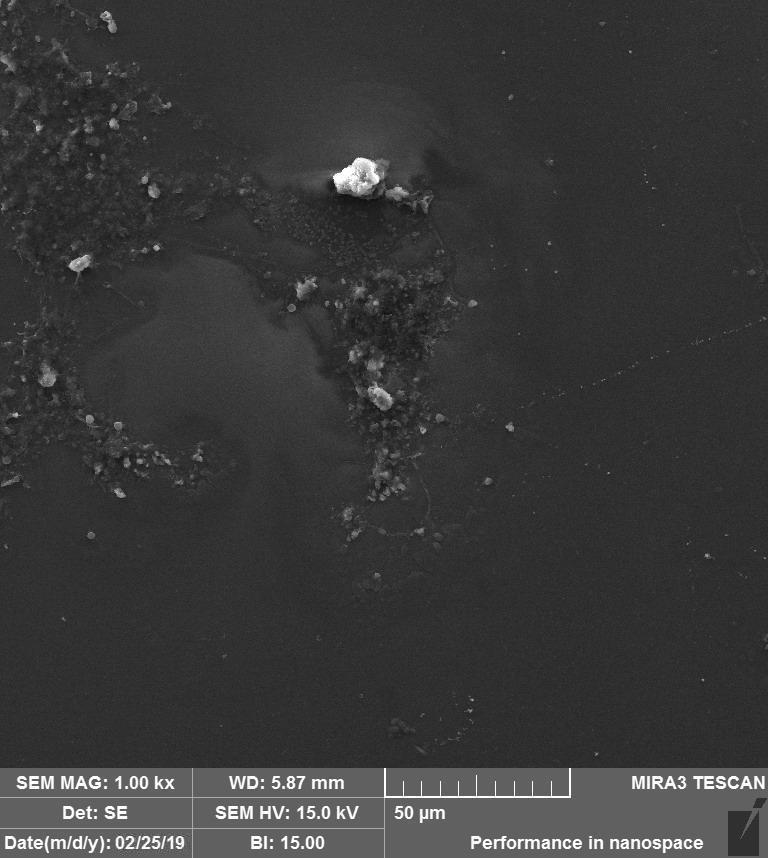 SEM MAG: 1.00 kx WD: 5.87 mm MIRA3 TESCAN
Det: SE SEM HV: 15.0 kV 50 µm
Date(m/d/y): 02/25/19 BI: 15.00 Performance in nanospace